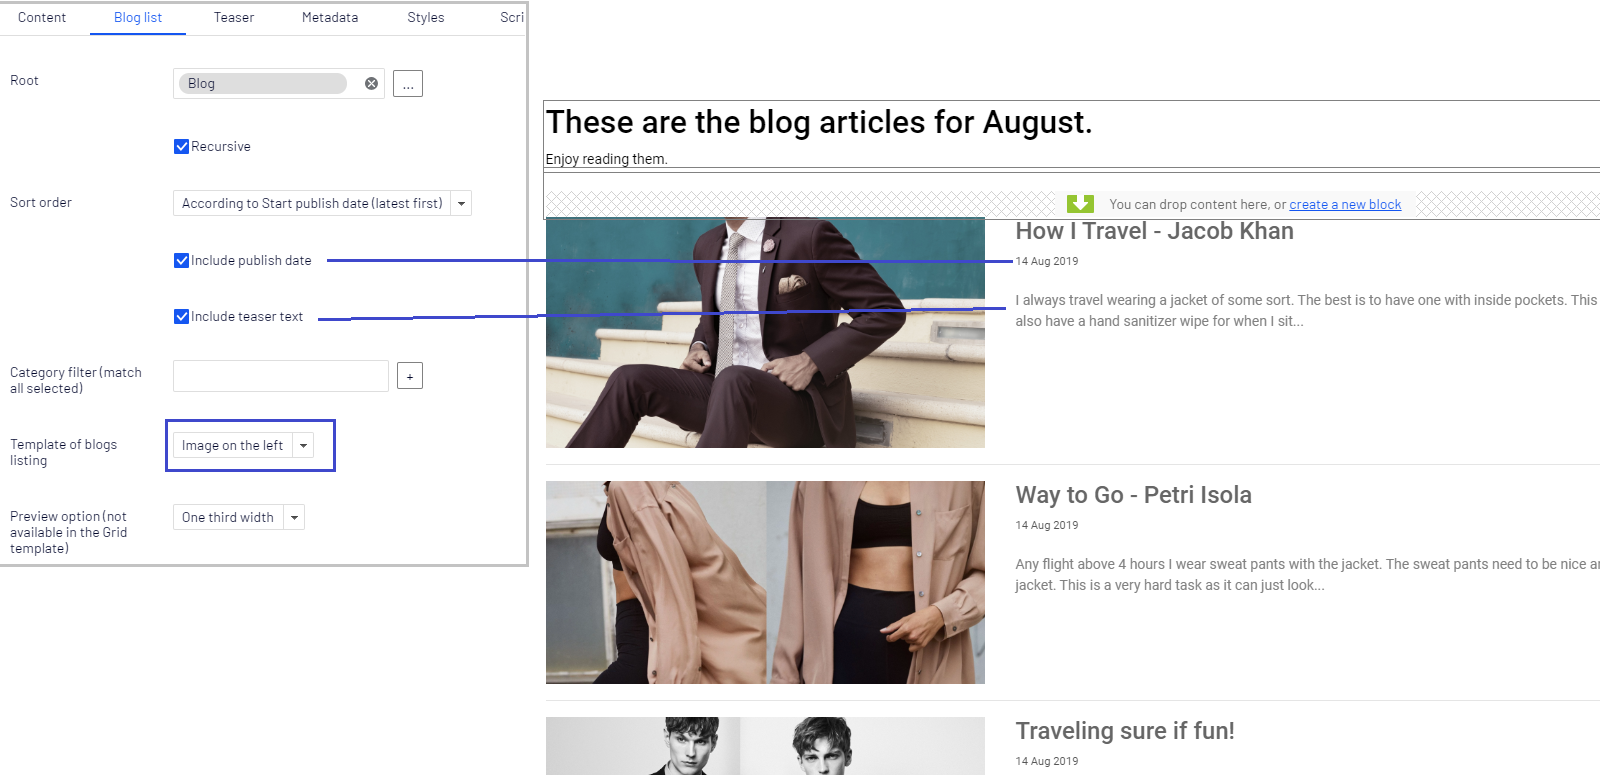 Content Blog list Teaser Metadata Styles Scri
Root
Blog
...
Recursive
Sort order
According to Start publish date (latest first)
Include publish date
Include teaser text
Category filter (match
all selected)
+
Template of blogs
listing
Image on the left
Preview option (not
available in the Grid
template)
One third width
These are the blog articles for August.
Enjoy reading them.
You can drop content here, or create a new block
How I Travel - Jacob Khan
14 Aug 2019
I always travel wearing a jacket of some sort. The best is to have one with inside pockets. This
also have a hand sanitizer wipe for when I sit...
Way to Go - Petri Isola
14 Aug 2019
Any flight above 4 hours I wear sweat pants with the jacket. The sweat pants need to be nice a
jacket. This is a very hard task as it can just look...
Traveling sure if fun!
14 Aug 2019